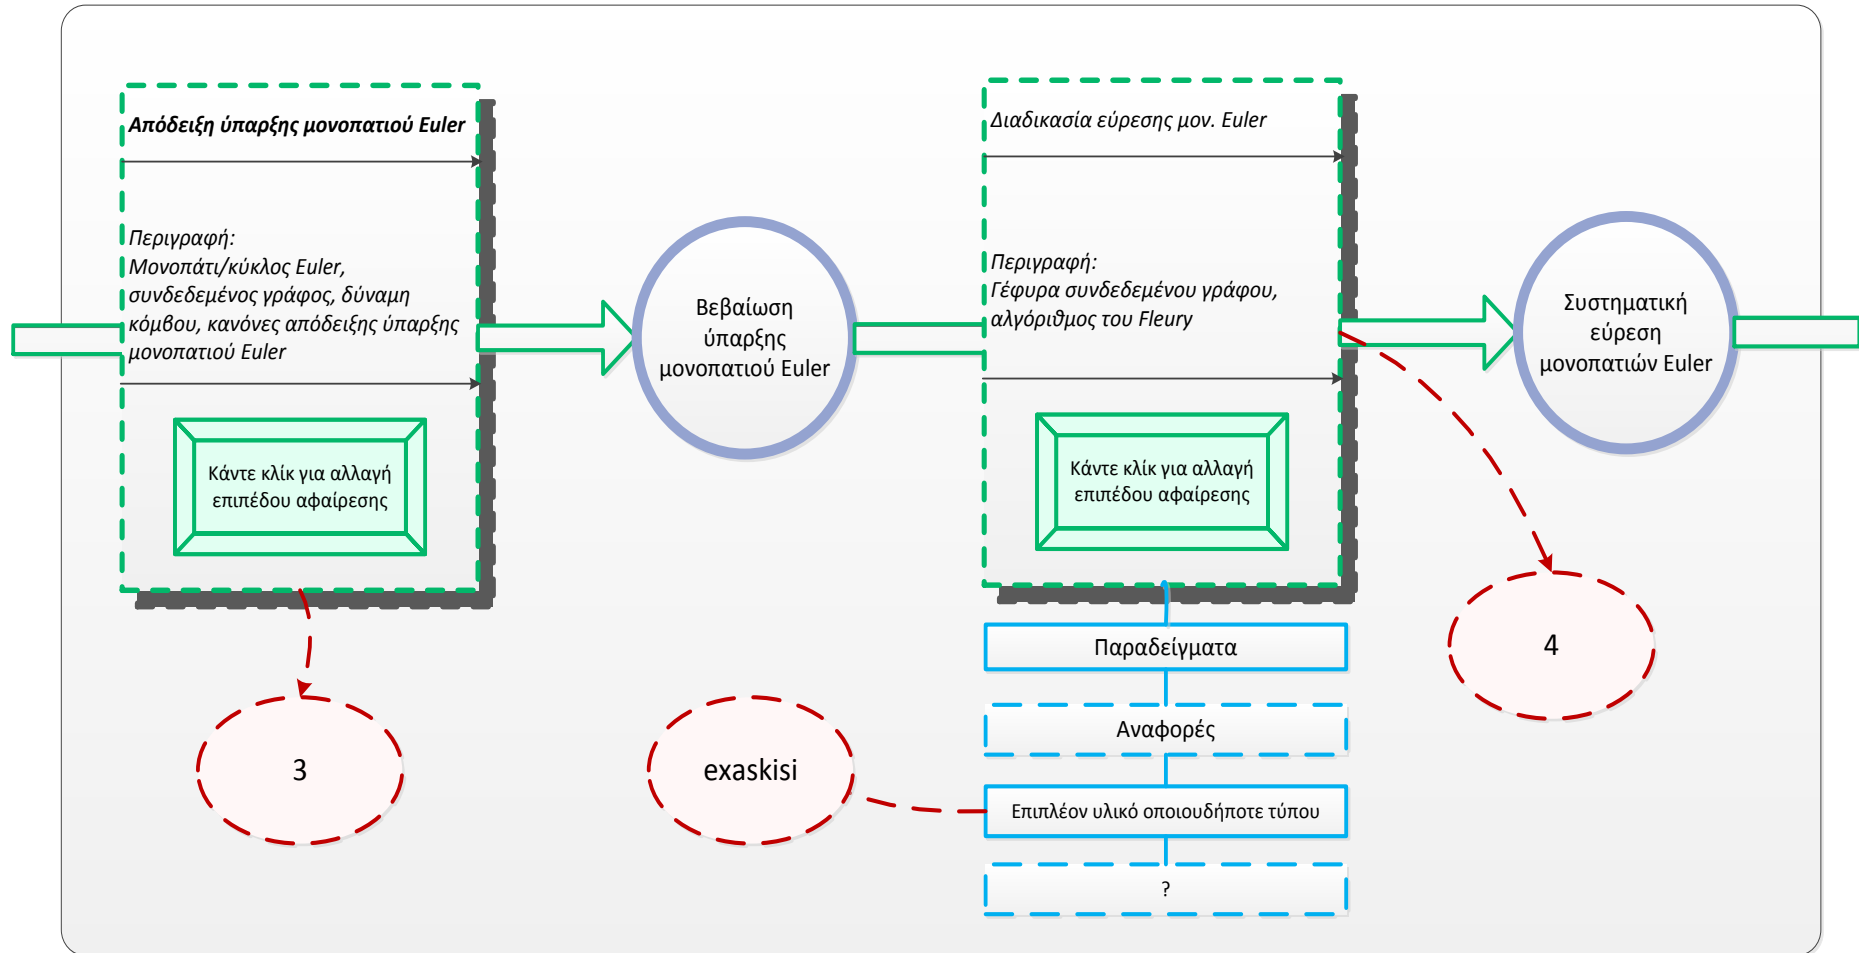 Απόδειξη ύπαρξης μονοπατιού Euler
Περιγραφή:
Μονοπάτι/κύκλος Euler,
συνδεδεμένος γράφος, δύναμη
κόμβου, κανόνες απόδειξης ύπαρξης
μονοπατιού Euler
Κάντε κλίκ για αλλαγή
επιπέδου αφαίρεσης
3
Βεβαίωση
ύπαρξης
μονοπατιού Euler
Διαδικασία εύρεσης μον. Euler
Περιγραφή:
Γέφυρα συνδεδεμένου γράφου,
αλγόριθμος του Fleury
Κάντε κλίκ για αλλαγή
επιπέδου αφαίρεσης
Παραδείγματα
Αναφορές
exaskisi
Επιπλέον υλικό οποιουδήποτε τύπου
?
Συστηματική
εύρεση
μονοπατιών Euler
4